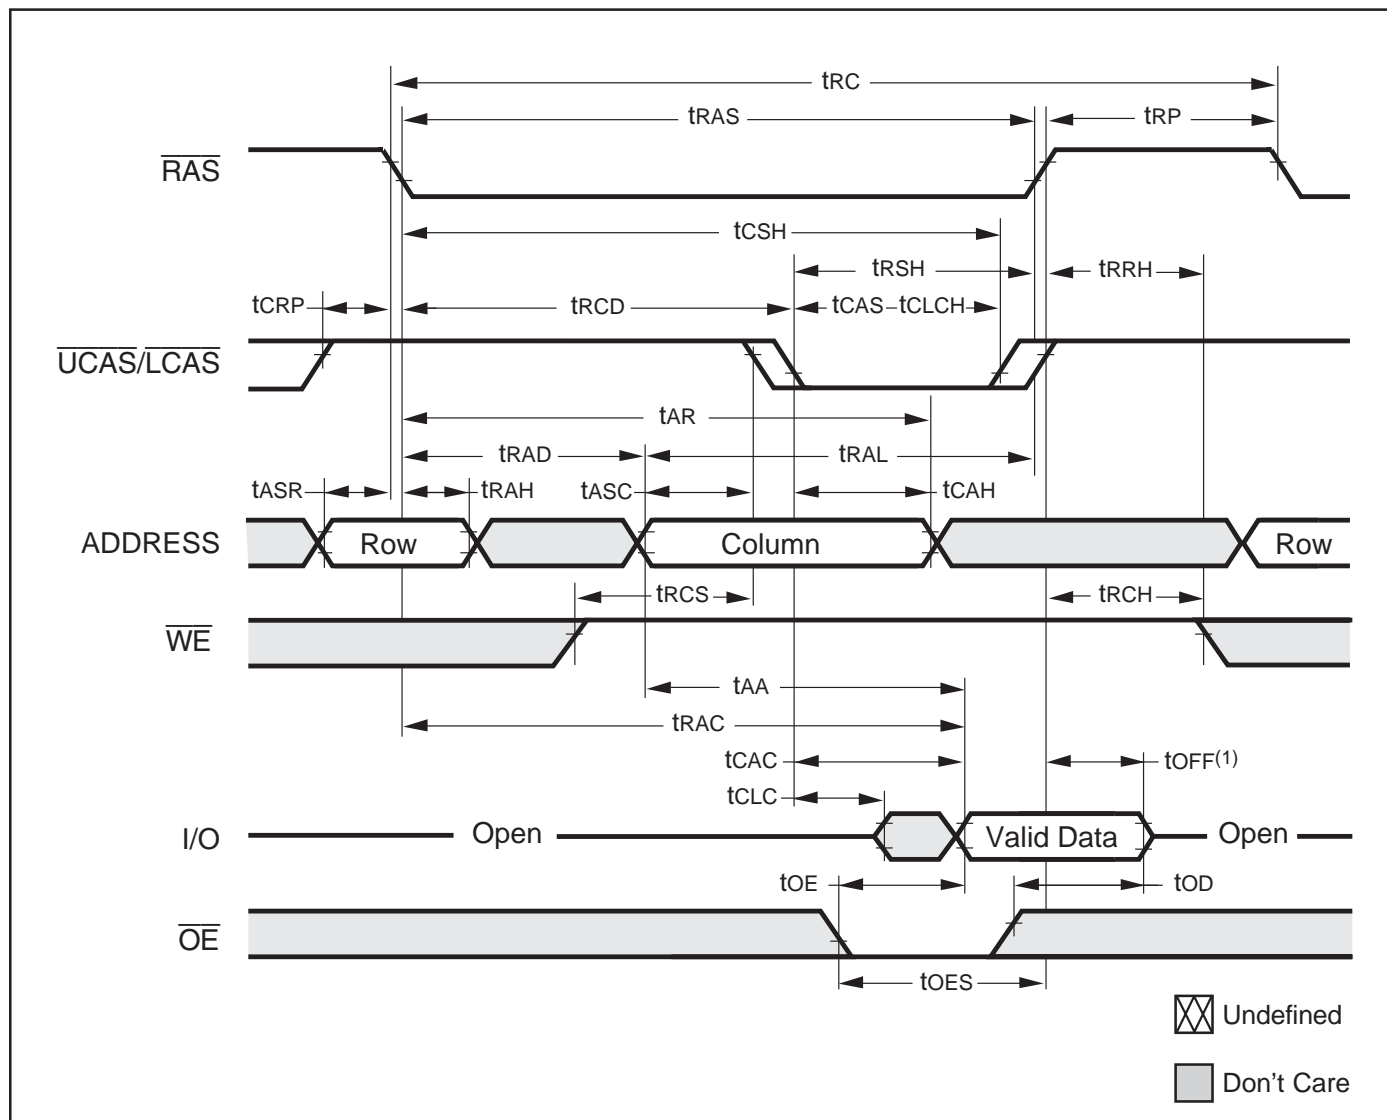 tRC
tRAS
tRP
RAS
tCSH
tRSH
tRRH
tCRP
tRCD
tCAS
tCLCH
UCAS/LCAS
tAR
tRAD
tRAL
tASR
tRAH
tASC
tCAH
ADDRESS
Row
Column
Row
tRCS
tRCH
WE
tAA
tRAC
tCAC
tOFF(1)
tCLC
I/O
Open
Valid Data
Open
tOE
tOD
OE
tOES
Undefined
Don't Care